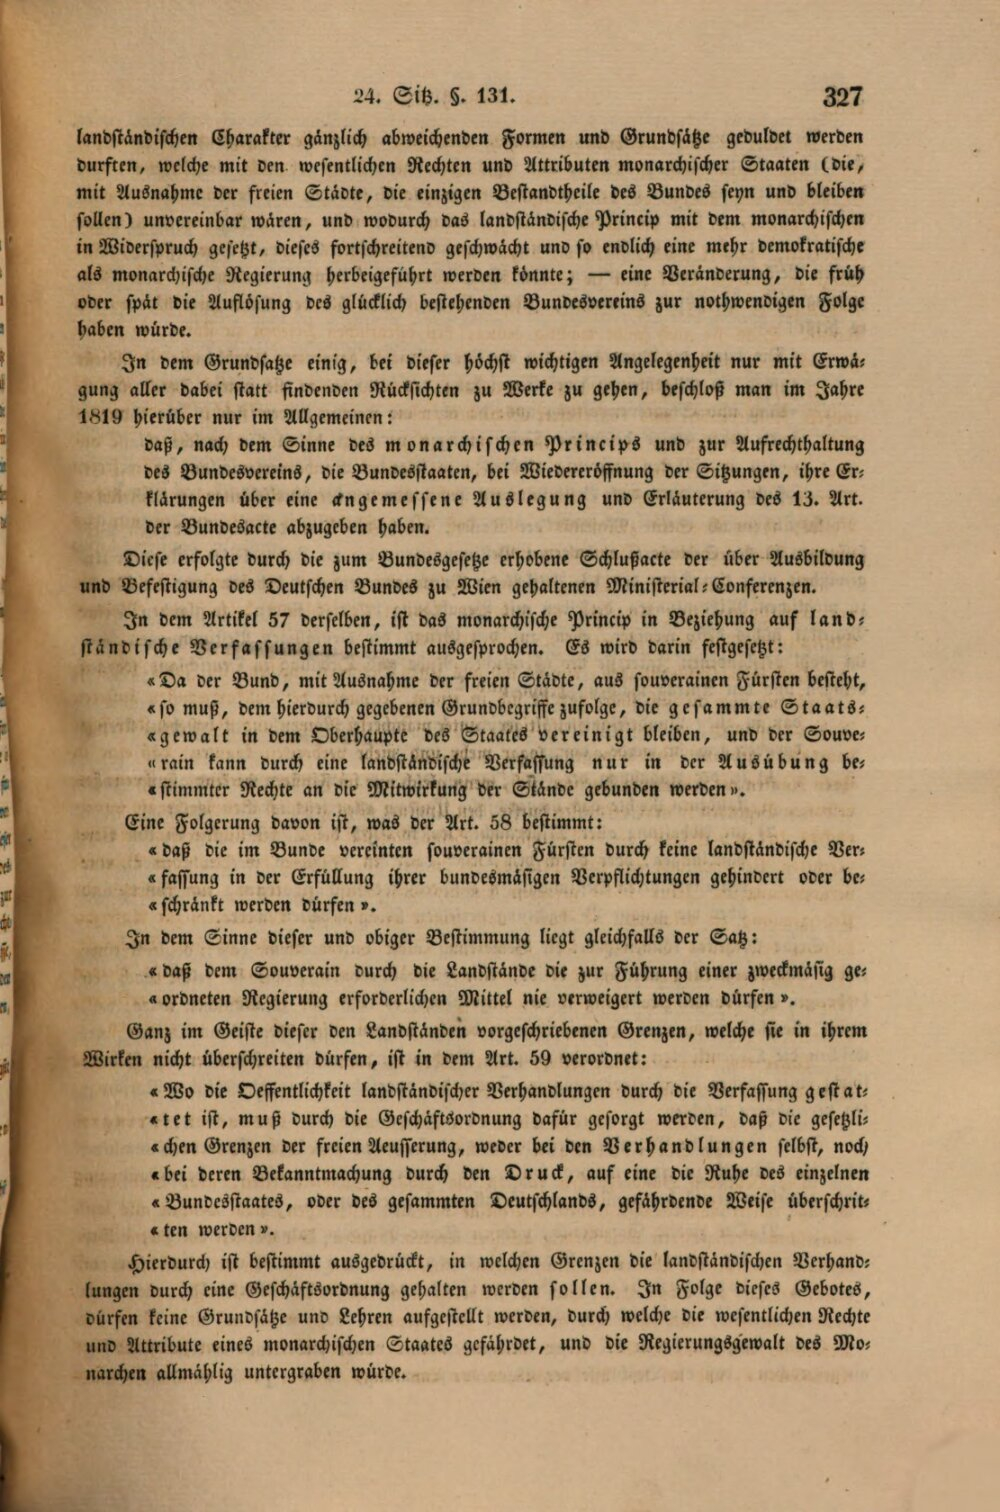 24. Sitz. §. 131. 327
landständischen Charakter gänzlich abweichenden Formen und Grundsätze geduldet werden
durften, welche mit den wesentlichen Rechten und Attributen monarchischer Staaten (die,
mit Ausnahme der freien Städte, die einzigen Bestandtheile des Bundes seyn und bleiben
sollen) unvereinbar wären, und wodurch das landständische Princip mit dem monarchischen
in Widerspruch gesetzt, dieses fortschreitend geschwächt und so endlich eine mehr demokratische
als monarchische Regierung herbeigeführt werden könnte; — eine Veränderung, die früh
oder spät die Auflösung des glücklich bestehenden Bundesvereins zur nothwendigen Folge
haben würde.
In dem Grundsatze einig, bei dieser höchst wichtigen Angelegenheit nur mit Erwä-
gung aller dabei statt findenden Rücksichten zu Werke zu gehen, beschloß man im Jahre
1819 hierüber nur im Allgemeinen:
daß, nach dem Sinne des monarchischen Princips und zur Aufrechthaltung
des Bundesvereins, die Bundesstaaten, bei Wiedereröffnung der Sitzungen, ihre Er-
klärungen über eine angemessene Auslegung und Erläuterung des 13. Art.
der Bundesacte abzugeben haben.
Diese erfolgte durch die zum Bundesgesetze erhobene Schlußacte der über Ausbildung
und Befestigung des Deutschen Bundes zu Wien gehaltenen Ministerial-Conferenzen.
In dem Artikel 57 derselben, ist das monarchische Princip in Beziehung auf land-
ständische Verfassungen bestimmt ausgesprochen. Es wird darin festgesetzt:
«Da der Bund, mit Ausnahme der freien Städte, aus souverainen Fürsten besteht,
«so muß, dem hierdurch gegebenen Grundbegriffe zufolge, die gesammte Staats-
«gewalt in dem Oberhaupte des Staates vereinigt bleiben, und der Souve-
«rain kann durch eine landständische Verfassung nur in der Ausübung be-
«stimmter Rechte an die Mitwirkung der Stände gebunden werden».
Eine Folgerung davon ist, was der Art. 58 bestimmt:
«daß die im Bunde vereinten souverainen Fürsten durch keine landständische Ver-
«fassung in der Erfüllung ihrer bundesmäsigen Verpflichtungen gehindert oder be-
«schränkt werden dürfen».
In dem Sinne dieser und obiger Bestimmung liegt gleichfalls der Satz:
«daß dem Souverain durch die Landstände die zur Führung einer zweckmäsig ge-
«ordneten Regierung erforderlichen Mittel nie verweigert werden dürfen».
Ganz im Geiste dieser den Landständen vorgeschriebenen Grenzen, welche sie in ihrem
Wirken nicht überschreiten dürfen, ist in dem Art. 59 verordnet:
«Wo die Oeffentlichkeit landständischer Verhandlungen durch die Verfassung gestat-
«tet ist, muß durch die Geschäftsordnung dafür gesorgt werden, daß die gesetzli-
«chen Grenzen der freien Aeusserung, weder bei den Verhandlungen selbst, noch
«bei deren Bekanntmachung durch den Druck, auf eine die Ruhe des einzelnen
«Bundesstaates, oder des gesammten Deutschlands, gefährdende Weise überschrit-
«ten werden».
Hierdurch ist bestimmt ausgedrückt, in welchen Grenzen die landständischen Verhand-
lungen durch eine Geschäftsordnung gehalten werden sollen. In Folge dieses Gebotes,
dürfen keine Grundsätze und Lehren aufgestellt werden, durch welche die wesentlichen Rechte
und Attribute eines monarchischen Staates gefährdet, und die Regierungsgewalt des Mo-
narchen allmählig untergraben würde.